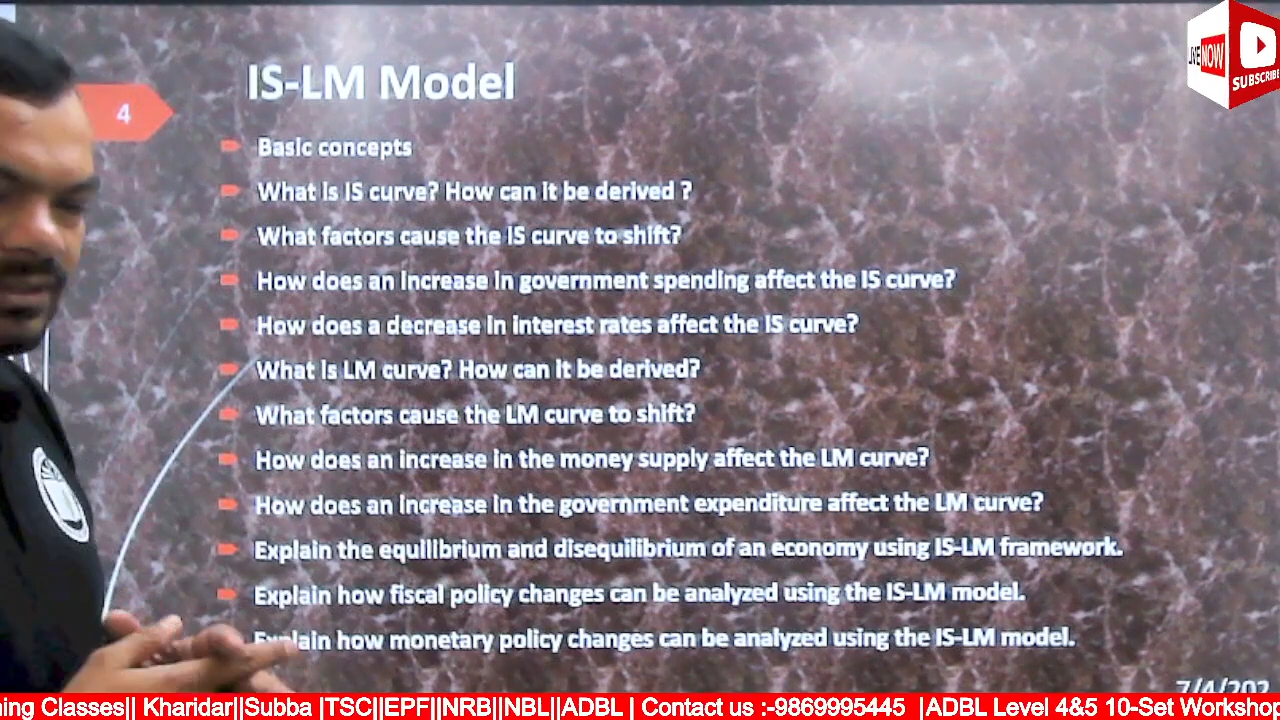 LIVE NOW
SUBSCRIBE
IS-LM Model
4
Basic concepts
What is IS curve? How can it be derived ?
What factors cause the IS curve to shift?
How does an increase in government spending affect the IS curve?
How does a decrease in interest rates affect the IS curve?
What is LM curve? How can it be derived?
What factors cause the LM curve to shift?
How does an increase in the money supply affect the LM curve?
How does an increase in the government expenditure affect the LM curve?
Explain the equilibrium and disequilibrium of an economy using IS-LM framework.
Explain how fiscal policy changes can be analyzed using the IS-LM model.
how monetary policy changes can be analyzed using the IS-LM model.
7/4/202
ning Classes|| Kharidar||Subba |TSC||EPF||NRB||NBL||ADBL | Contact us :-9869995445 |ADBL Level 4&5 10-Set Workshop